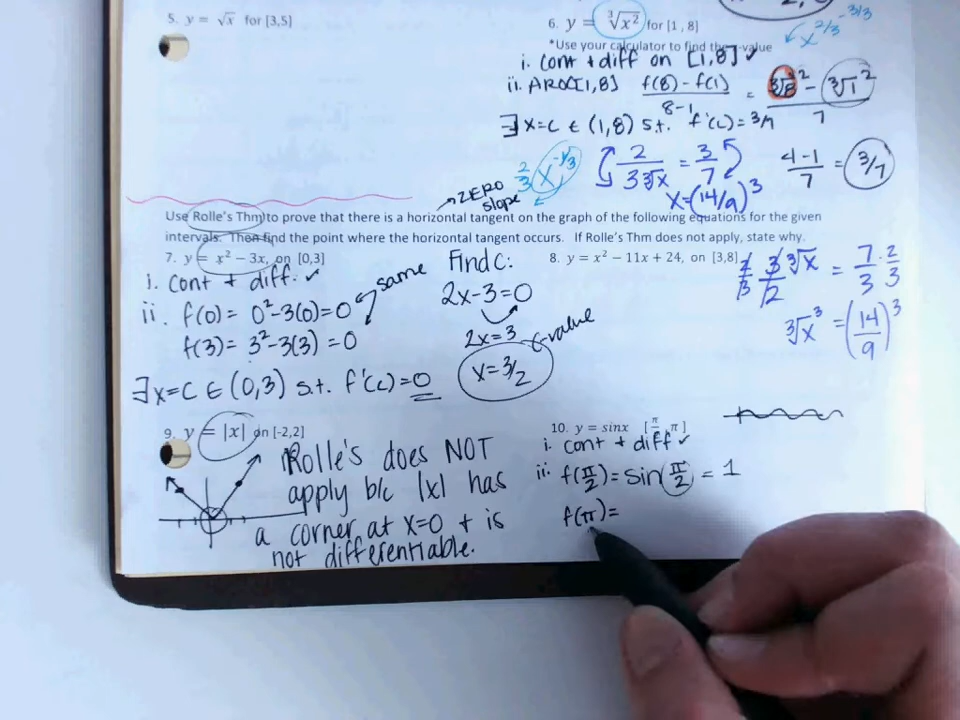 5. y = √x for [3,5]
6. y = ∛x² for [1, 8]
x^2/3 - 3/3
*Use your calculator to find the -value
i. cont + diff on [1,8] ✓
ii. AROC[1,8] f(8) - f(1) / 8-1 = ∛8² - ∛1² / 7
∃ x=c ∈ (1,8) s.t. f'(c) = 3/7
4-1/7 = 3/7
2/3 x^-1/3
2/3∛x = 3/7
x=(14/9)³
→ ZERO slope
Use Rolle's Thm to prove that there is a horizontal tangent on the graph of the following equations for the given
intervals. Then find the point where the horizontal tangent occurs. If Rolle's Thm does not apply, state why.
7. y = x² – 3x, on [0,3]
i. cont + diff. ✓
ii. f(0) = 0²-3(0)=0
f(3) = 3²-3(3) = 0
same
∃ x=c ∈ (0,3) s.t. f'(c) = 0
Find c:
2x-3=0
2x=3
x=3/2
c-value
8. y = x² – 11x + 24, on [3,8]
∛x = 7/3 · 2/3
∛x³ = (14/9)³
9. y = |x| on [-2,2]
Rolle's does NOT
apply b/c |x| has
a corner at x=0 + is
not differentiable.
10. y = sinx [π/2, π]
i. cont + diff ✓
ii. f(π/2) = sin(π/2) = 1
f(π)=